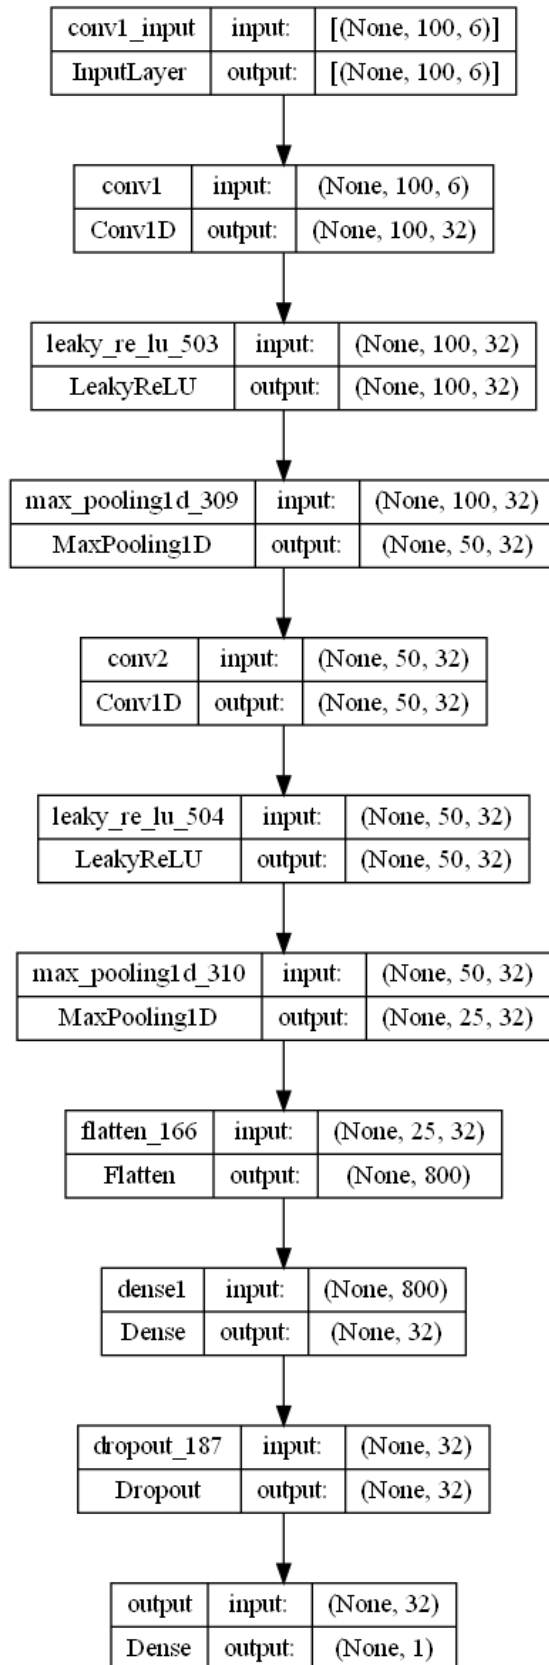 conv1_input input: [(None, 100, 6)]
InputLayer output: [(None, 100, 6)]
conv1 input: (None, 100, 6)
Conv1D output: (None, 100, 32)
leaky_re_lu_503 input: (None, 100, 32)
LeakyReLU output: (None, 100, 32)
max_pooling1d_309 input: (None, 100, 32)
MaxPooling1D output: (None, 50, 32)
conv2 input: (None, 50, 32)
Conv1D output: (None, 50, 32)
leaky_re_lu_504 input: (None, 50, 32)
LeakyReLU output: (None, 50, 32)
max_pooling1d_310 input: (None, 50, 32)
MaxPooling1D output: (None, 25, 32)
flatten_166 input: (None, 25, 32)
Flatten output: (None, 800)
dense1 input: (None, 800)
Dense output: (None, 32)
dropout_187 input: (None, 32)
Dropout output: (None, 32)
output input: (None, 32)
Dense output: (None, 1)